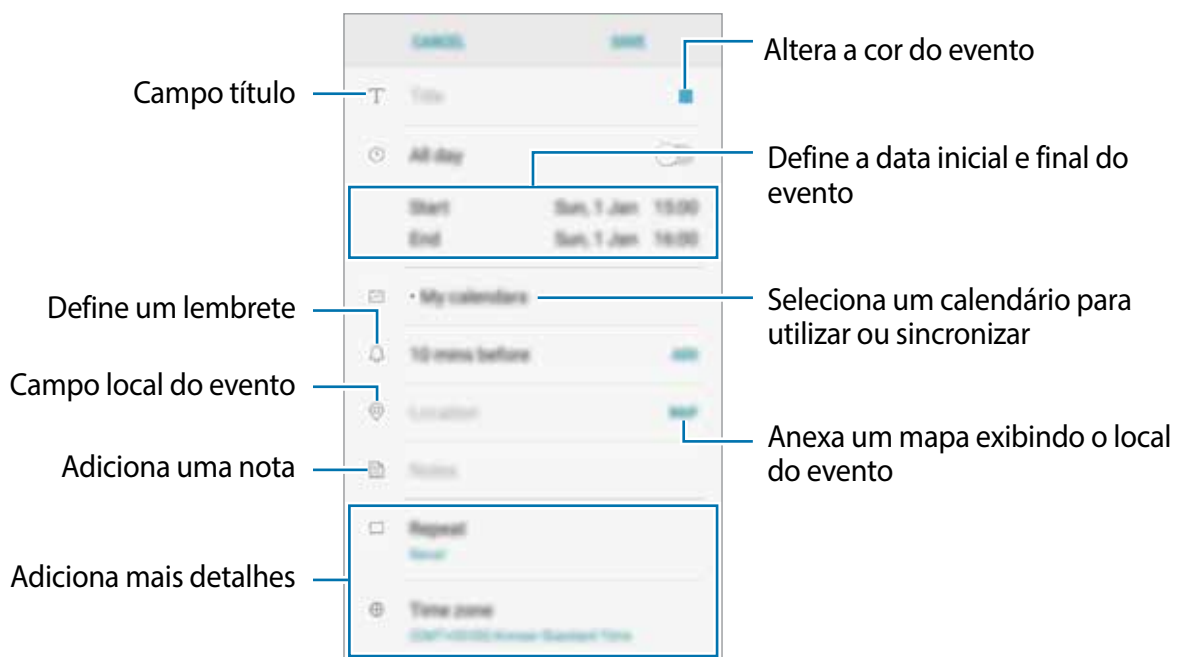 CANCEL SAVE
Altera a cor do evento
Campo título
T Title
All day
Define a data inicial e final do
evento
Start Sun, 1 Jan 15:00
End Sun, 1 Jan 16:00
My calendars
Seleciona um calendário para
utilizar ou sincronizar
Define um lembrete
10 mins before ADD
Campo local do evento
Location MAP
Anexa um mapa exibindo o local
do evento
Adiciona uma nota
Notes
Repeat
Adiciona mais detalhes
Time zone
Korean Standard Time